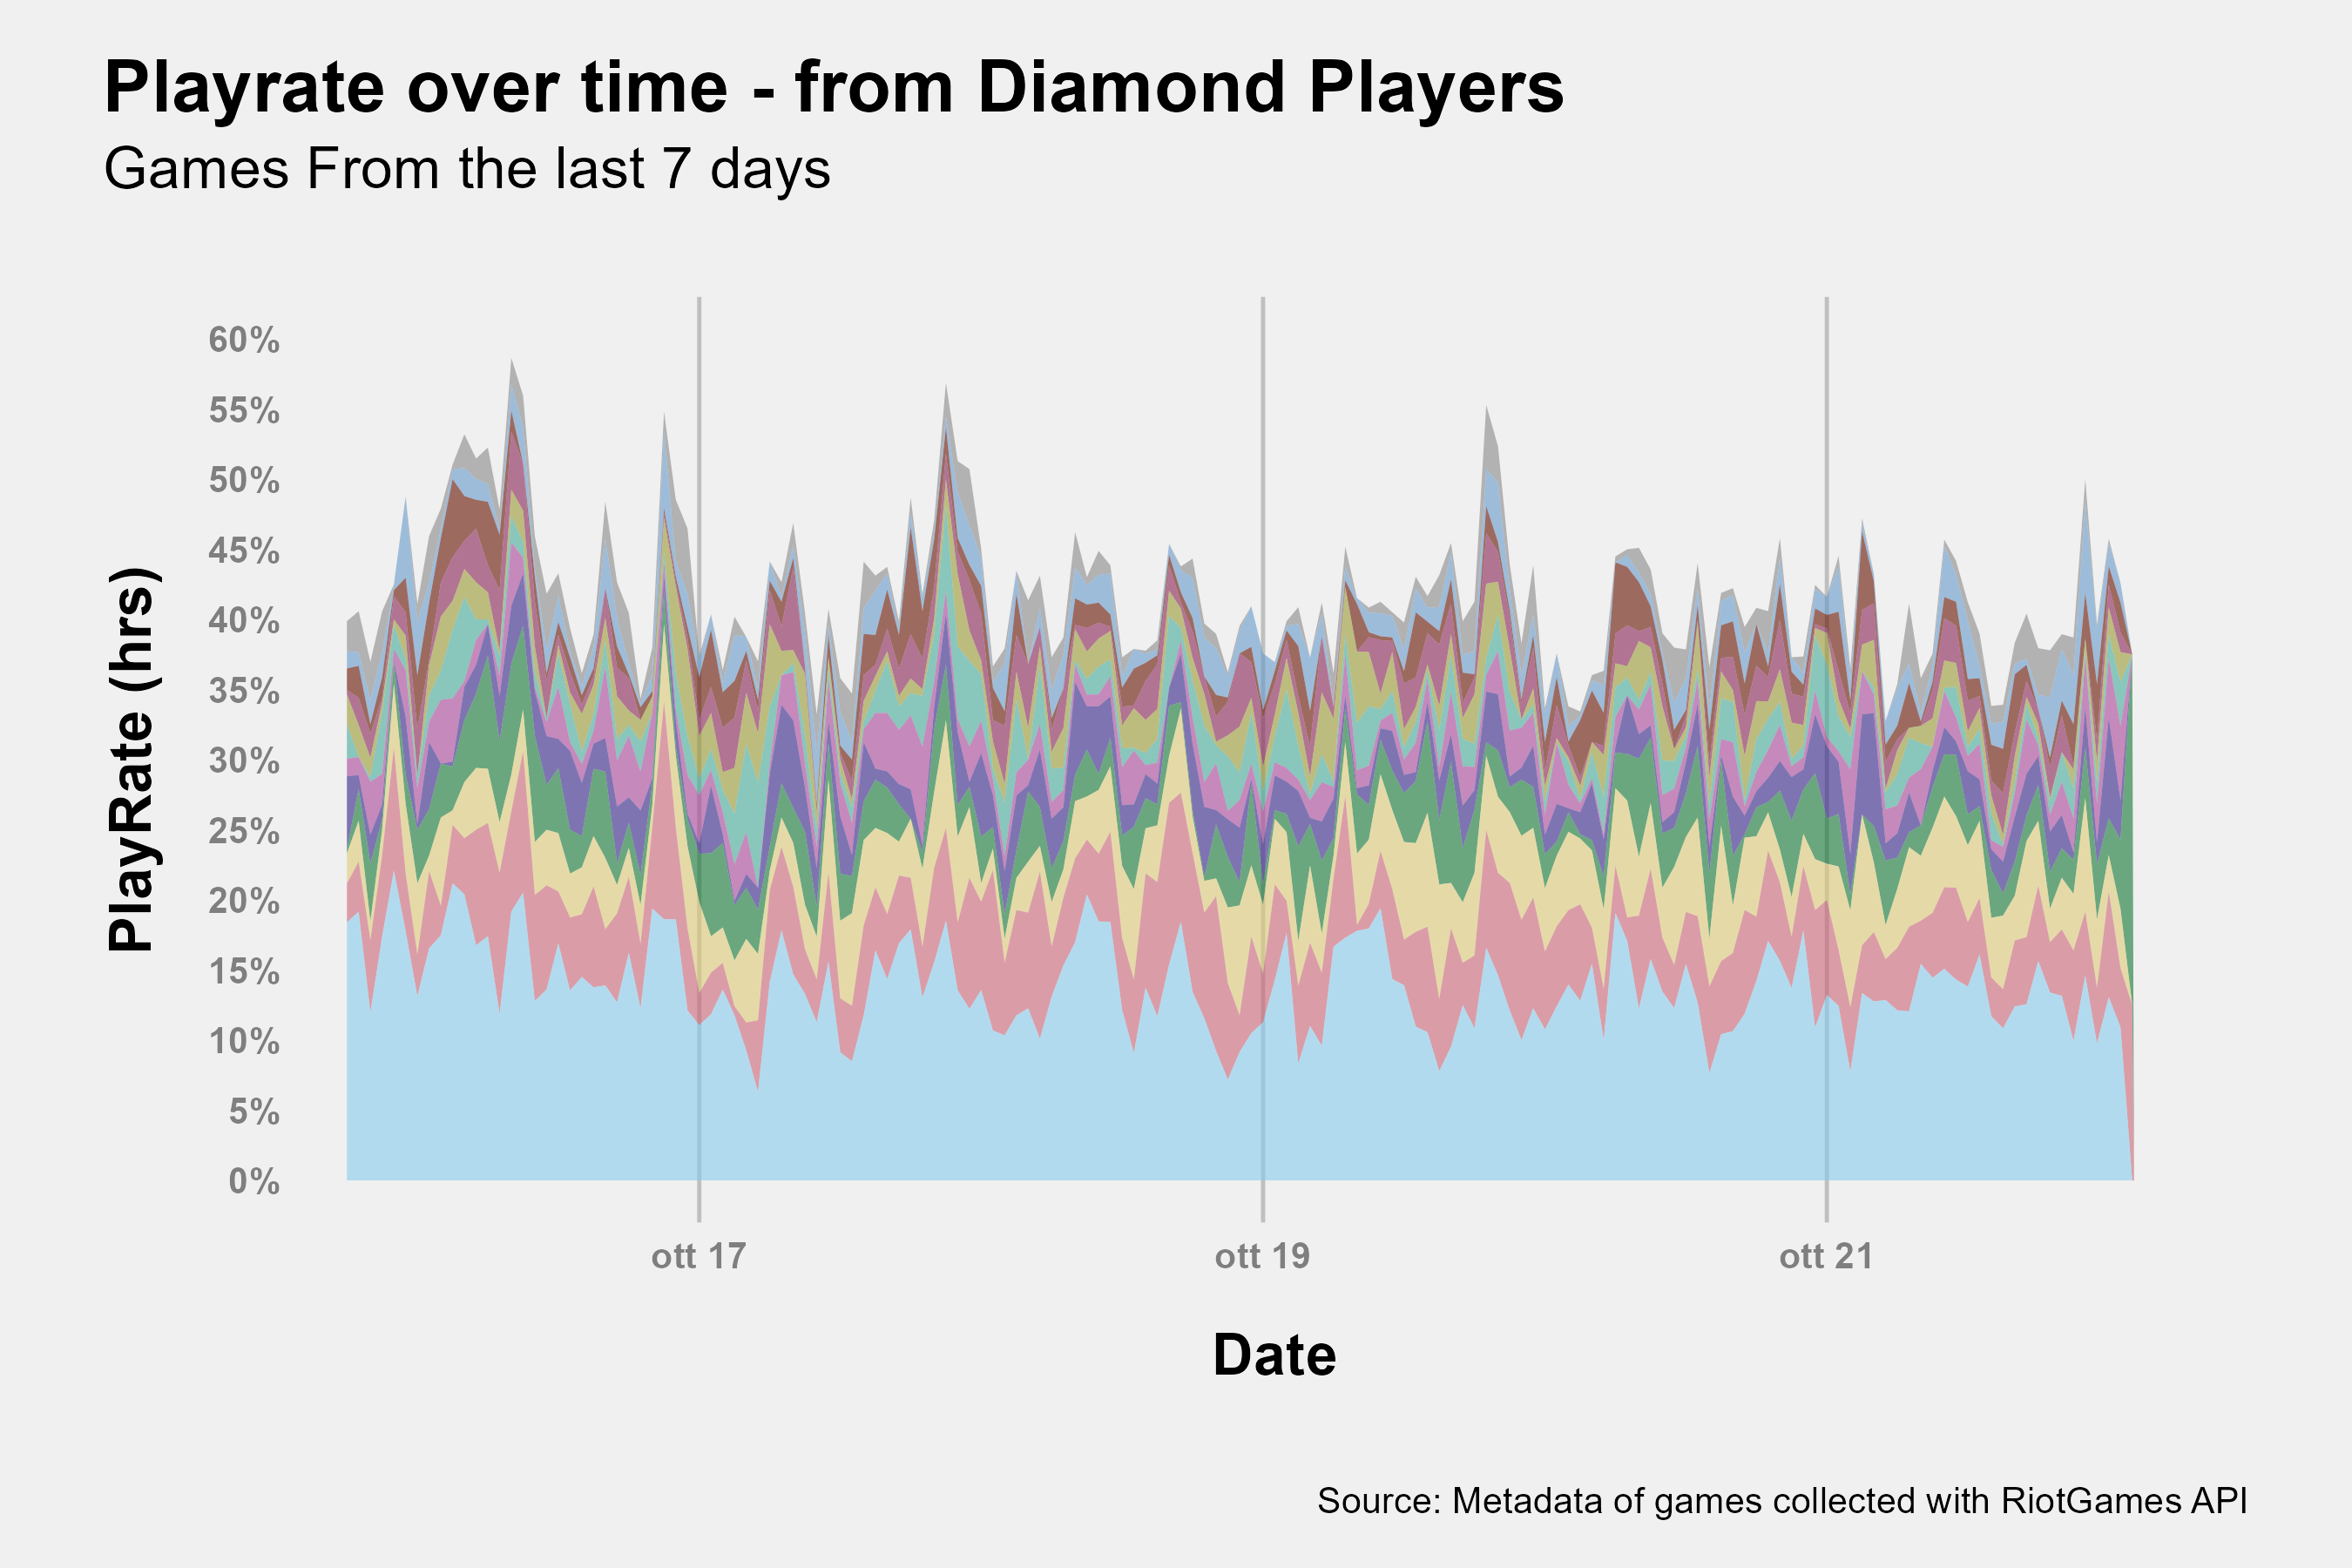 Playrate over time - from Diamond Players
Games From the last 7 days
60%
55%
50%
45%
40%
35%
30%
25%
20%
15%
10%
5%
0%
PlayRate (hrs)
ott 17
ott 19
ott 21
Date
Source: Metadata of games collected with RiotGames API